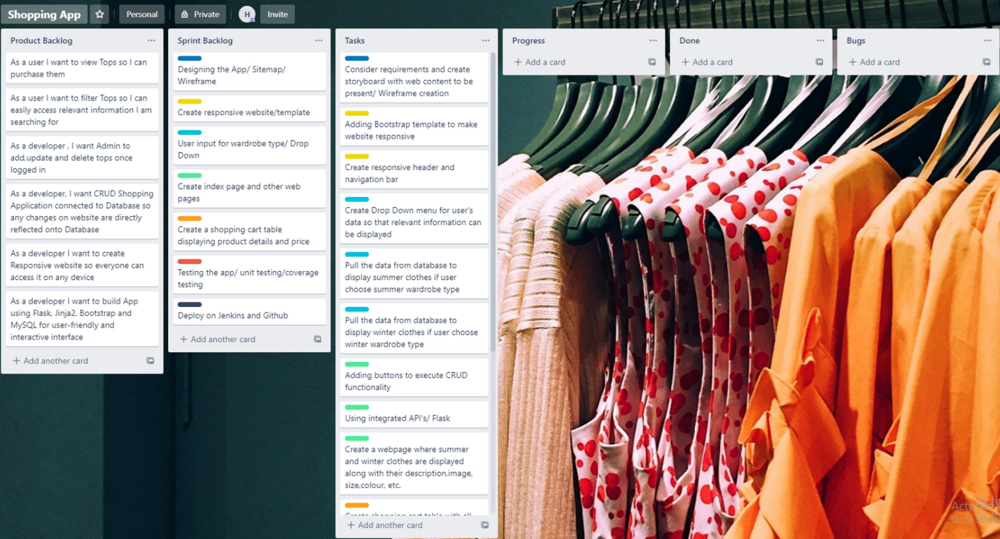 Shopping App
Personal
Private
H
Invite
Product Backlog
As a user I want to view Tops so I can
purchase them
As a user I want to filter Tops so I can
easily access relevant information I am
searching for
As a developer , I want Admin to
add,update and delete tops once
logged in
As a developer, I want CRUD Shopping
Application connected to Database so
any changes on website are directly
reflected onto Database
As a developer I want to create
Responsive website so everyone can
access it on any device
As a developer I want to build App
using Flask, Jinja2, Bootstrap and
MySQL for user-friendly and
interactive interface
+ Add another card
Sprint Backlog
Designing the App/ Sitemap/
Wireframe
Create responsive website/template
User input for wardrobe type/ Drop
Down
Create index page and other web
pages
Create a shopping cart table
displaying product details and price
Testing the app/ unit testing/coverage
testing
Deploy on Jenkins and Github
+ Add another card
Tasks
Consider requirements and create
storyboard with web content to be
present/ Wireframe creation
Adding Bootstrap template to make
website responsive
Create responsive header and
navigation bar
Create Drop Down menu for user's
data so that relevant information can
be displayed
Pull the data from database to
display summer clothes if user
choose summer wardrobe type
Pull the data from database to
display winter clothes if user choose
winter wardrobe type
Adding buttons to execute CRUD
functionality
Using integrated API's/ Flask
Create a webpage where summer
and winter clothes are displayed
along with their description,image,
size,colour, etc.
Create shopping cart table with all
+ Add another card
Progress
+ Add a card
Done
+ Add a card
Bugs
+ Add a card
Go to